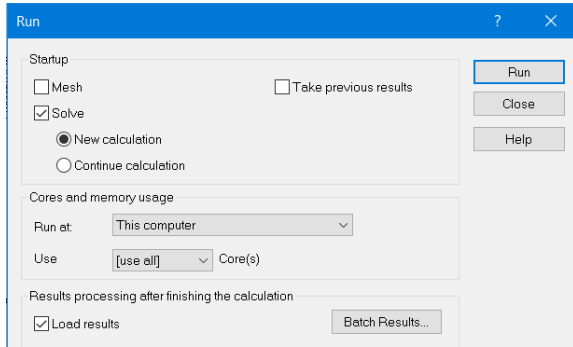 Run
?
Startup
Run
Mesh
Take previous results
Close
Solve
New calculation
Help
Continue calculation
Cores and memory usage
Run at:
This computer
Use
[use all]
Core(s)
Results processing after finishing the calculation
Load results
Batch Results...